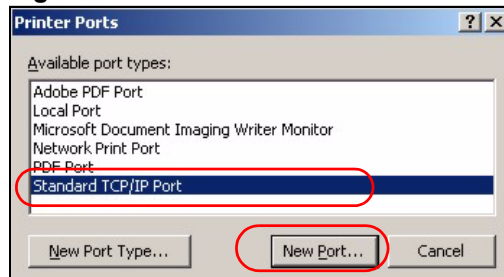 Printer Ports
Available port types:
Adobe PDF Port
Local Port
Microsoft Document Imaging Writer Monitor
Network Print Port
PDF Port
Standard TCP/IP Port
New Port Type... New Port... Cancel